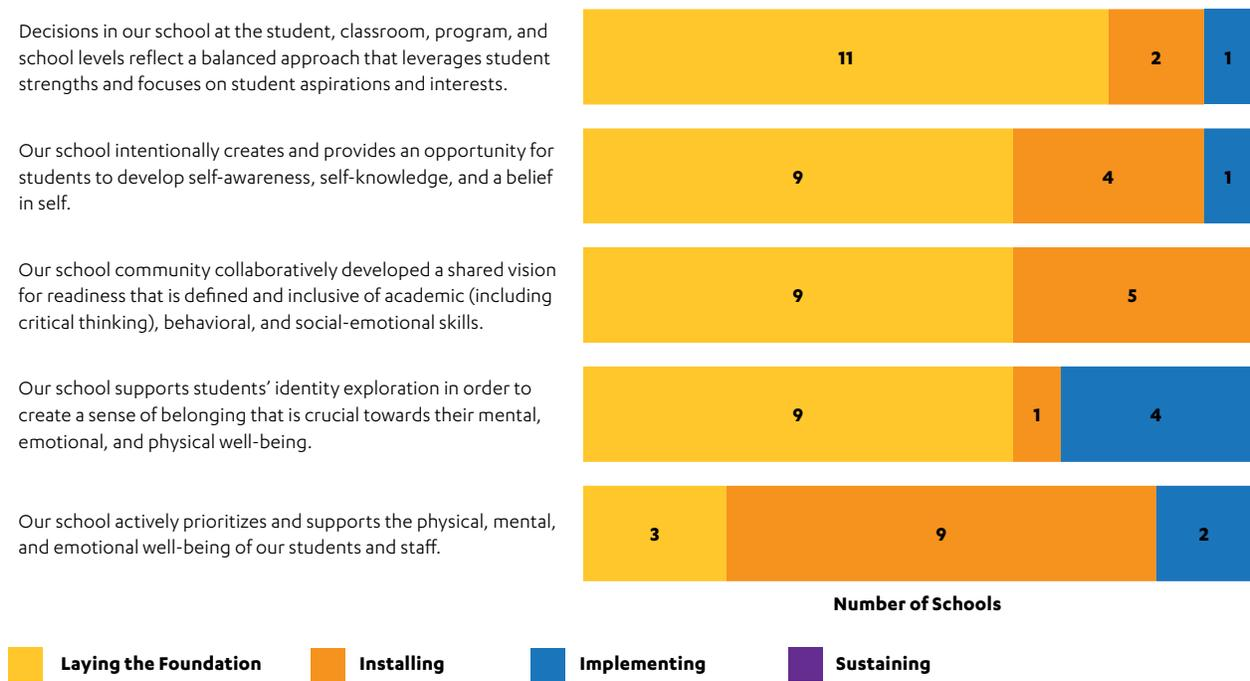 Decisions in our school at the student, classroom, program, and
school levels reflect a balanced approach that leverages student
strengths and focuses on student aspirations and interests.
11
2
1
Our school intentionally creates and provides an opportunity for
students to develop self-awareness, self-knowledge, and a belief
in self.
9
4
1
Our school community collaboratively developed a shared vision
for readiness that is defined and inclusive of academic (including
critical thinking), behavioral, and social-emotional skills.
9
5
Our school supports students’ identity exploration in order to
create a sense of belonging that is crucial towards their mental,
emotional, and physical well-being.
9
1
4
Our school actively prioritizes and supports the physical, mental,
and emotional well-being of our students and staff.
3
9
2
Number of Schools
Laying the Foundation
Installing
Implementing
Sustaining